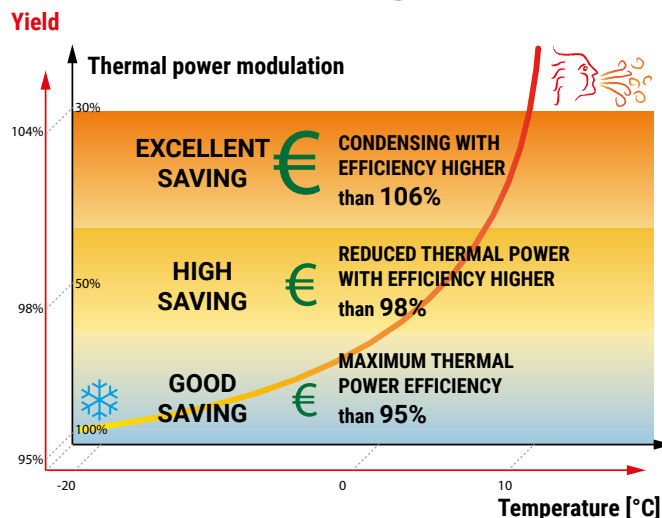 Yield
Thermal power modulation
30%
104%
EXCELLENT
SAVING
€
CONDENSING WITH
EFFICIENCY HIGHER
than 106%
50%
98%
HIGH
SAVING
€
REDUCED THERMAL POWER
WITH EFFICIENCY HIGHER
than 98%
GOOD
SAVING
€
MAXIMUM THERMAL
POWER EFFICIENCY
than 95%
100%
95%
-20
0
10
Temperature [°C]